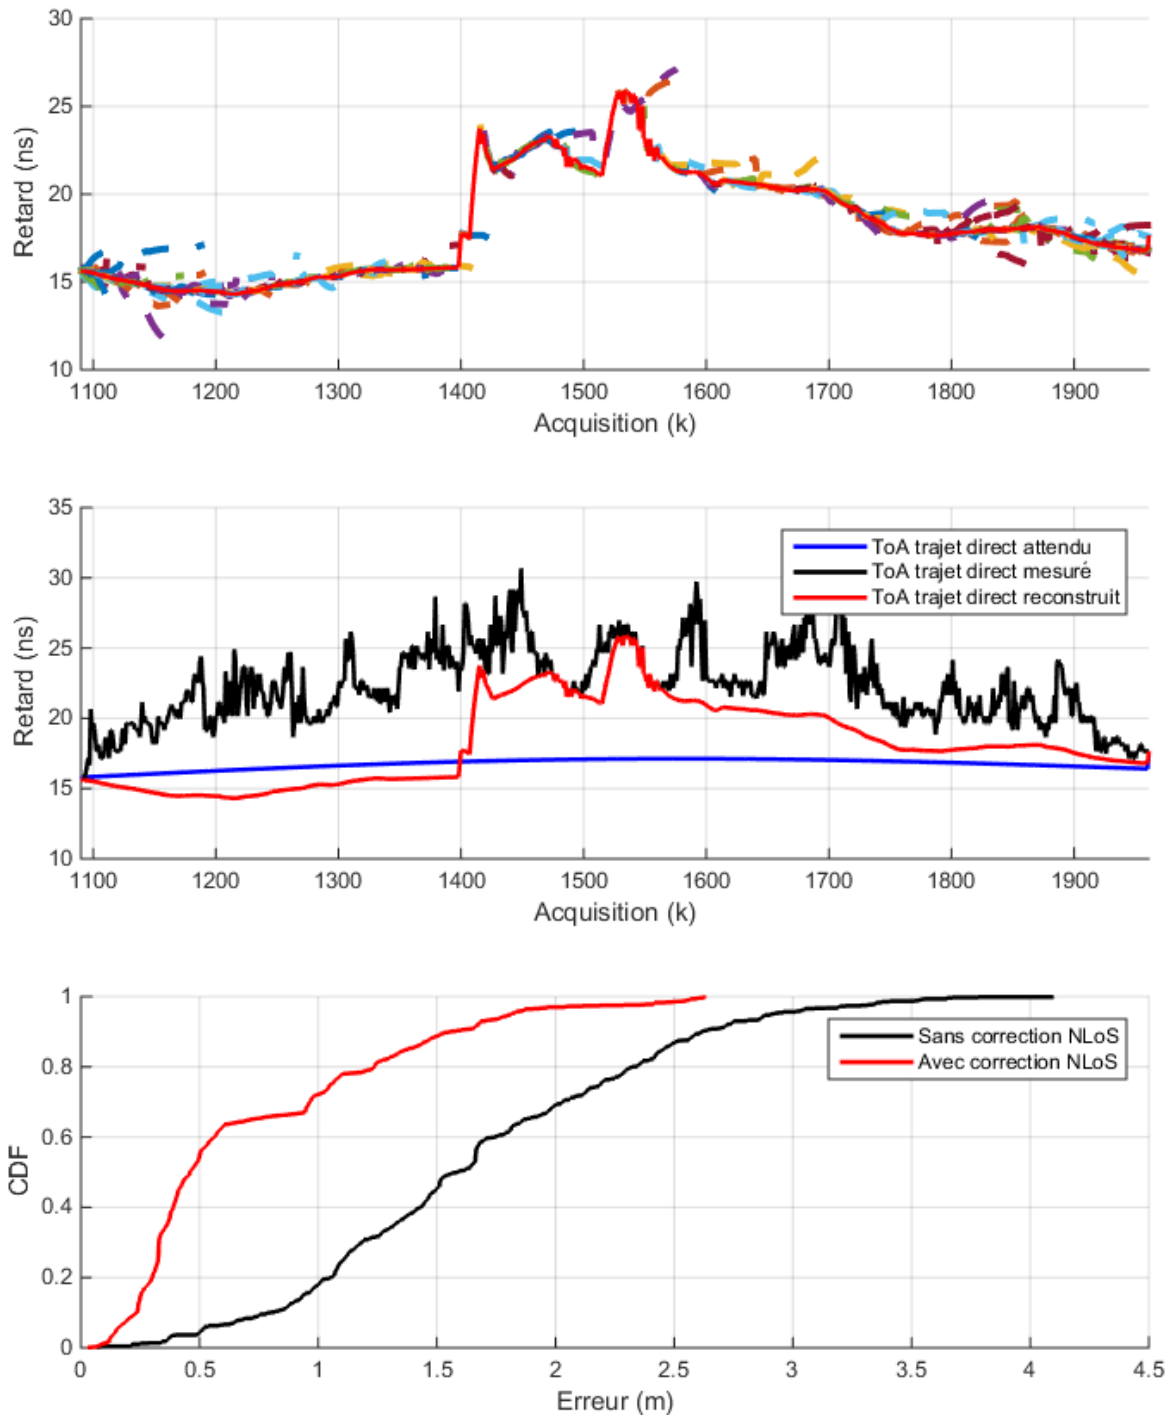 30
25
20
15
10
Retard (ns)
1100 1200 1300 1400 1500 1600 1700 1800 1900
Acquisition (k)
35
30
25
20
15
10
Retard (ns)
ToA trajet direct attendu
ToA trajet direct mesuré
ToA trajet direct reconstruit
1100 1200 1300 1400 1500 1600 1700 1800 1900
Acquisition (k)
1
0.8
0.6
0.4
0.2
0
CDF
Sans correction NLoS
Avec correction NLoS
0 0.5 1 1.5 2 2.5 3 3.5 4 4.5
Erreur (m)